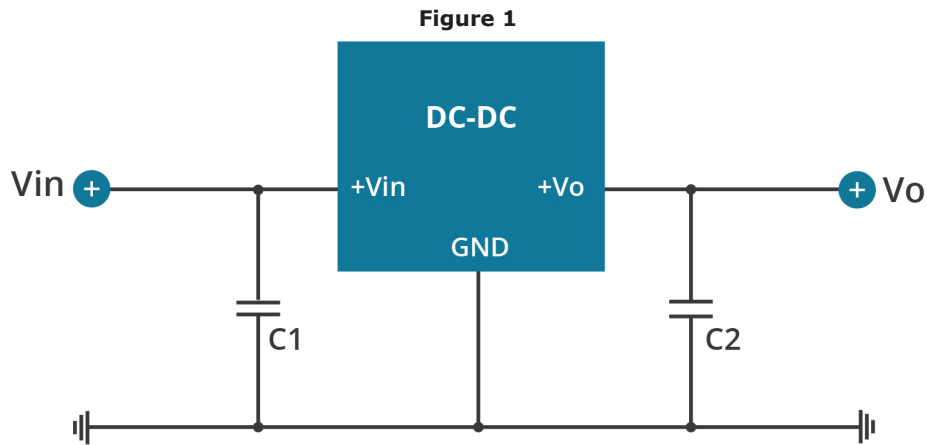 Figure 1
DC-DC
Vin + +Vin +Vo + Vo
GND
C1 C2